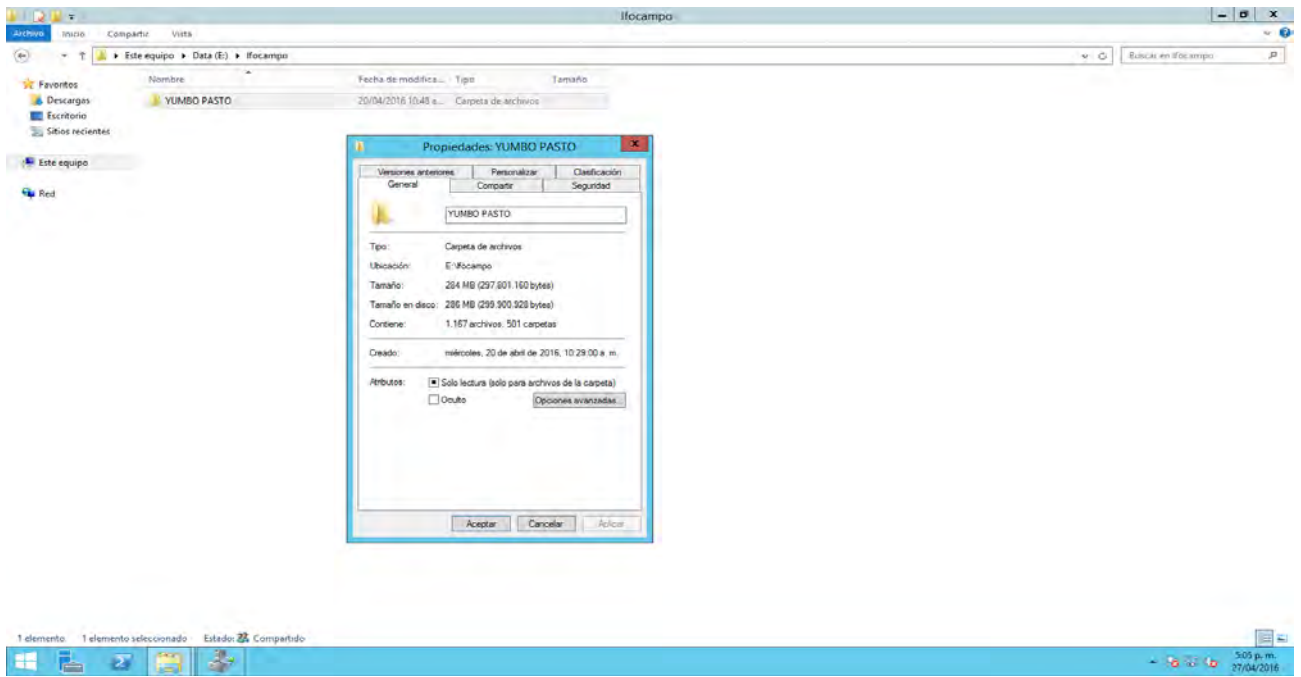 lfocampo
Archivo Inicio Compartir Vista
Este equipo Data (E:) lfocampo
Buscar en lfocampo
Favoritos
Descargas
Escritorio
Sitios recientes
Este equipo
Red
Nombre Fecha de modifica... Tipo Tamaño
YUMBO PASTO 20/04/2016 10:48 a... Carpeta de archivos
Propiedades: YUMBO PASTO
Versiones anteriores Personalizar Clasificación
General Compartir Seguridad
YUMBO PASTO
Tipo: Carpeta de archivos
Ubicación: E:\lfocampo
Tamaño: 284 MB (297.801.160 bytes)
Tamaño en disco: 286 MB (299.900.928 bytes)
Contiene: 1.167 archivos, 501 carpetas
Creado: miércoles, 20 de abril de 2016, 10:29:00 a. m.
Atributos: Solo lectura (solo para archivos de la carpeta)
Oculto Opciones avanzadas...
Aceptar Cancelar Aplicar
1 elemento 1 elemento seleccionado Estado: Compartido
5:05 p. m.
27/04/2016